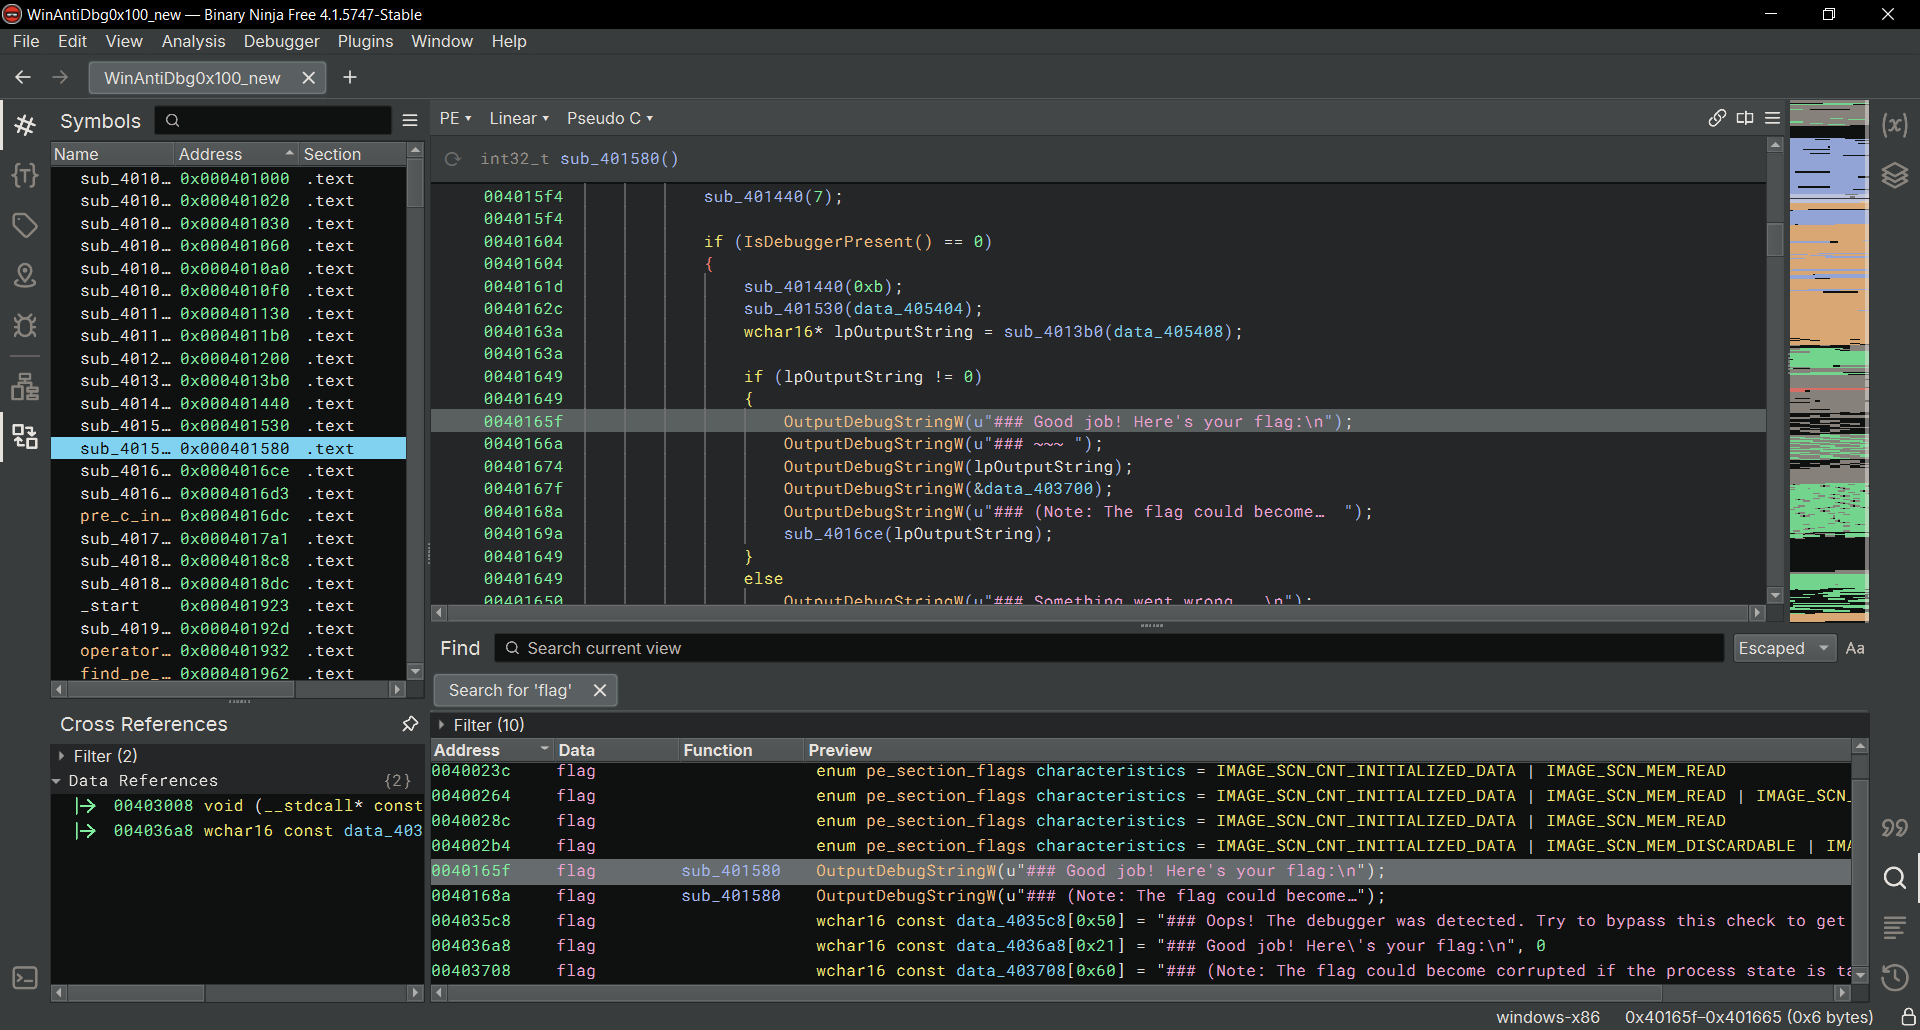 WinAntiDbg0x100_new — Binary Ninja Free 4.1.5747-Stable
File Edit View Analysis Debugger Plugins Window Help
WinAntiDbg0x100_new
Symbols
Name Address Section
sub_4010… 0x000401000 .text
sub_4010… 0x000401020 .text
sub_4010… 0x000401030 .text
sub_4010… 0x000401060 .text
sub_4010… 0x0004010a0 .text
sub_4010… 0x0004010f0 .text
sub_4011… 0x000401130 .text
sub_4011… 0x0004011b0 .text
sub_4012… 0x000401200 .text
sub_4013… 0x0004013b0 .text
sub_4014… 0x000401440 .text
sub_4015… 0x000401530 .text
sub_4015… 0x000401580 .text
sub_4016… 0x0004016ce .text
sub_4016… 0x0004016d3 .text
pre_c_in… 0x0004016dc .text
sub_4017… 0x0004017a1 .text
sub_4018… 0x0004018c8 .text
sub_4018… 0x0004018dc .text
_start 0x000401923 .text
sub_4019… 0x00040192d .text
operator… 0x000401932 .text
find_pe_… 0x000401962 .text
Cross References
Filter (2)
Data References {2}
00403008 void (__stdcall* const
004036a8 wchar16 const data_403
PE Linear Pseudo C
int32_t sub_401580()
004015f4 sub_401440(7);
004015f4
00401604 if (IsDebuggerPresent() == 0)
00401604 {
0040161d sub_401440(0xb);
0040162c sub_401530(data_405404);
0040163a wchar16* lpOutputString = sub_4013b0(data_405408);
0040163a
00401649 if (lpOutputString != 0)
00401649 {
0040165f OutputDebugStringW(u"### Good job! Here's your flag:\n");
0040166a OutputDebugStringW(u"### ~~~ ");
00401674 OutputDebugStringW(lpOutputString);
0040167f OutputDebugStringW(&data_403700);
0040168a OutputDebugStringW(u"### (Note: The flag could become… ");
0040169a sub_4016ce(lpOutputString);
00401649 }
00401649 else
00401650 OutputDebugStringW(u"### Something went wrong...\n");
Find Search current view Escaped Aa
Search for 'flag'
Filter (10)
Address Data Function Preview
0040023c flag enum pe_section_flags characteristics = IMAGE_SCN_CNT_INITIALIZED_DATA | IMAGE_SCN_MEM_READ
00400264 flag enum pe_section_flags characteristics = IMAGE_SCN_CNT_INITIALIZED_DATA | IMAGE_SCN_MEM_READ | IMAGE_SCN_
0040028c flag enum pe_section_flags characteristics = IMAGE_SCN_CNT_INITIALIZED_DATA | IMAGE_SCN_MEM_READ
004002b4 flag enum pe_section_flags characteristics = IMAGE_SCN_CNT_INITIALIZED_DATA | IMAGE_SCN_MEM_DISCARDABLE | IMA
0040165f flag sub_401580 OutputDebugStringW(u"### Good job! Here's your flag:\n");
0040168a flag sub_401580 OutputDebugStringW(u"### (Note: The flag could become…");
004035c8 flag wchar16 const data_4035c8[0x50] = "### Oops! The debugger was detected. Try to bypass this check to get
004036a8 flag wchar16 const data_4036a8[0x21] = "### Good job! Here\'s your flag:\n", 0
00403708 flag wchar16 const data_403708[0x60] = "### (Note: The flag could become corrupted if the process state is ta
windows-x86 0x40165f–0x401665 (0x6 bytes)